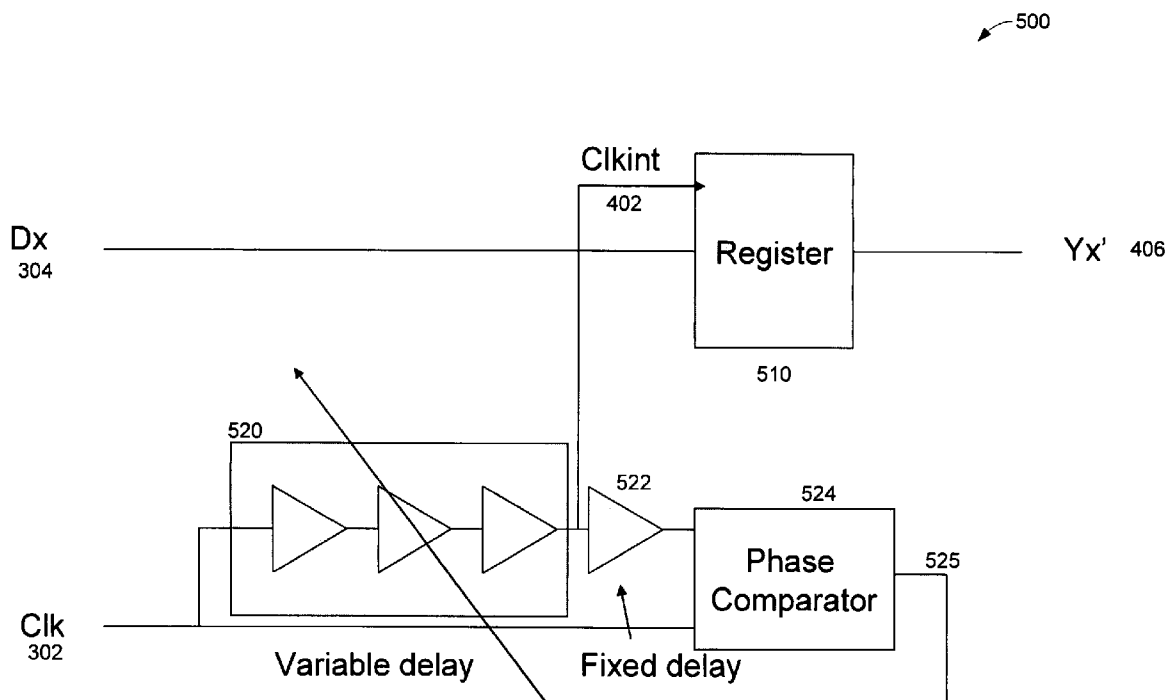 500
Clkint
402
Dx
304
Register
Yx' 406
510
520
522
524
Phase
Comparator
525
Clk
302
Variable delay
Fixed delay